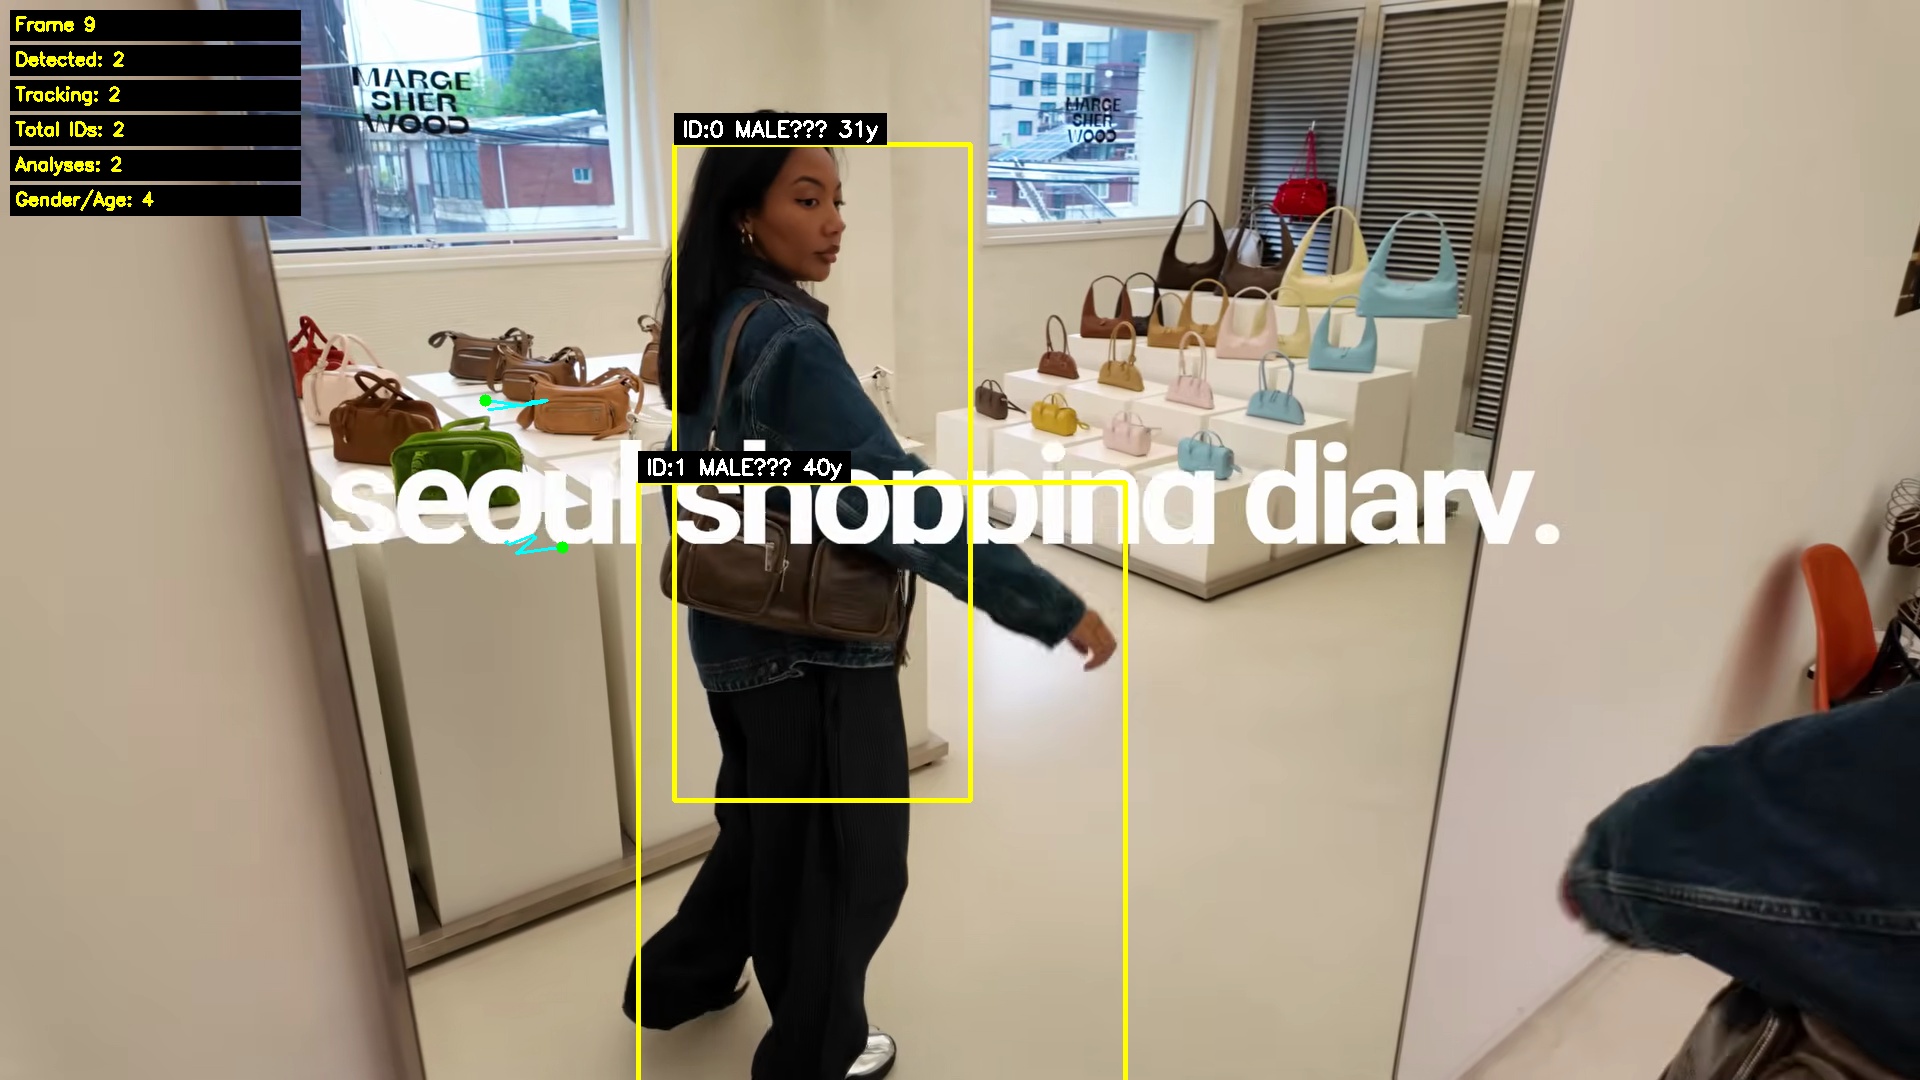 Frame 9
Detected: 2
Tracking: 2
Total IDs: 2
Analyses: 2
Gender/Age: 4
MARGE
SHER
WOOD
MARGE
SHER
WOOD
ID:0 MALE??? 31y
ID:1 MALE??? 40y
seoul shopping diary.